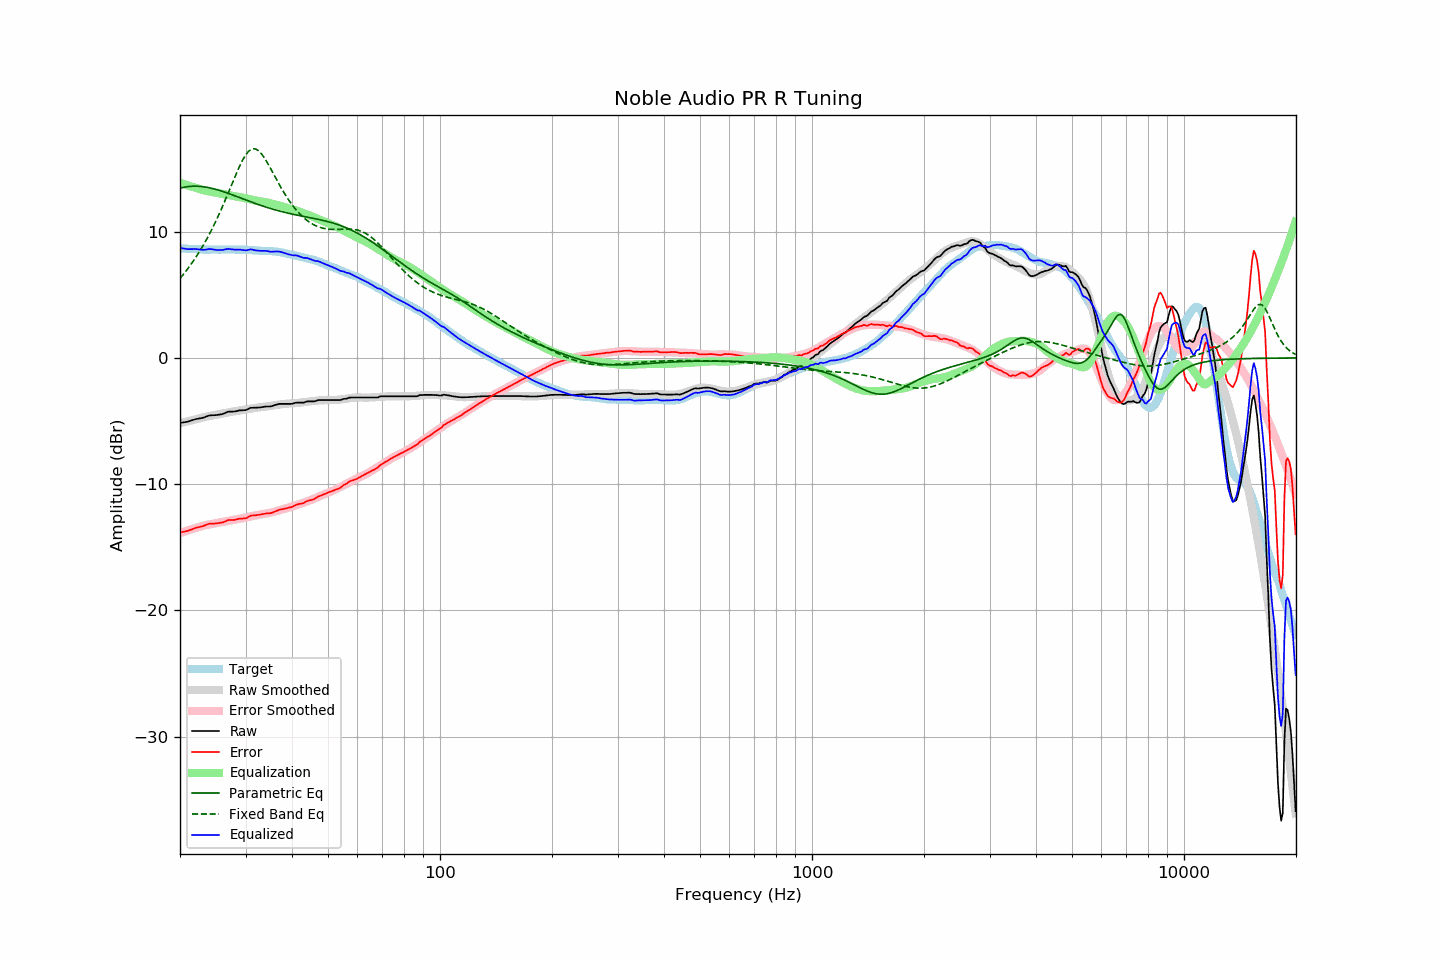 Noble Audio PR R Tuning
Amplitude (dBr)
10
0
−10
−20
−30
Target
Raw Smoothed
Error Smoothed
Raw
Error
Equalization
Parametric Eq
Fixed Band Eq
Equalized
100 1000 10000
Frequency (Hz)